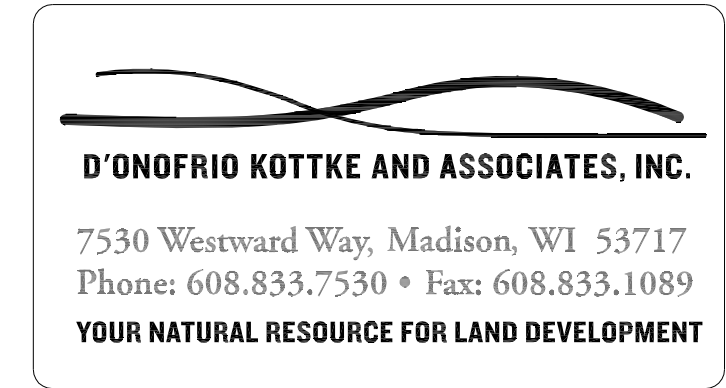 D'ONOFRIO KOTTKE AND ASSOCIATES, INC.
7530 Westward Way, Madison, WI 53717
Phone: 608.833.7530 • Fax: 608.833.1089
YOUR NATURAL RESOURCE FOR LAND DEVELOPMENT